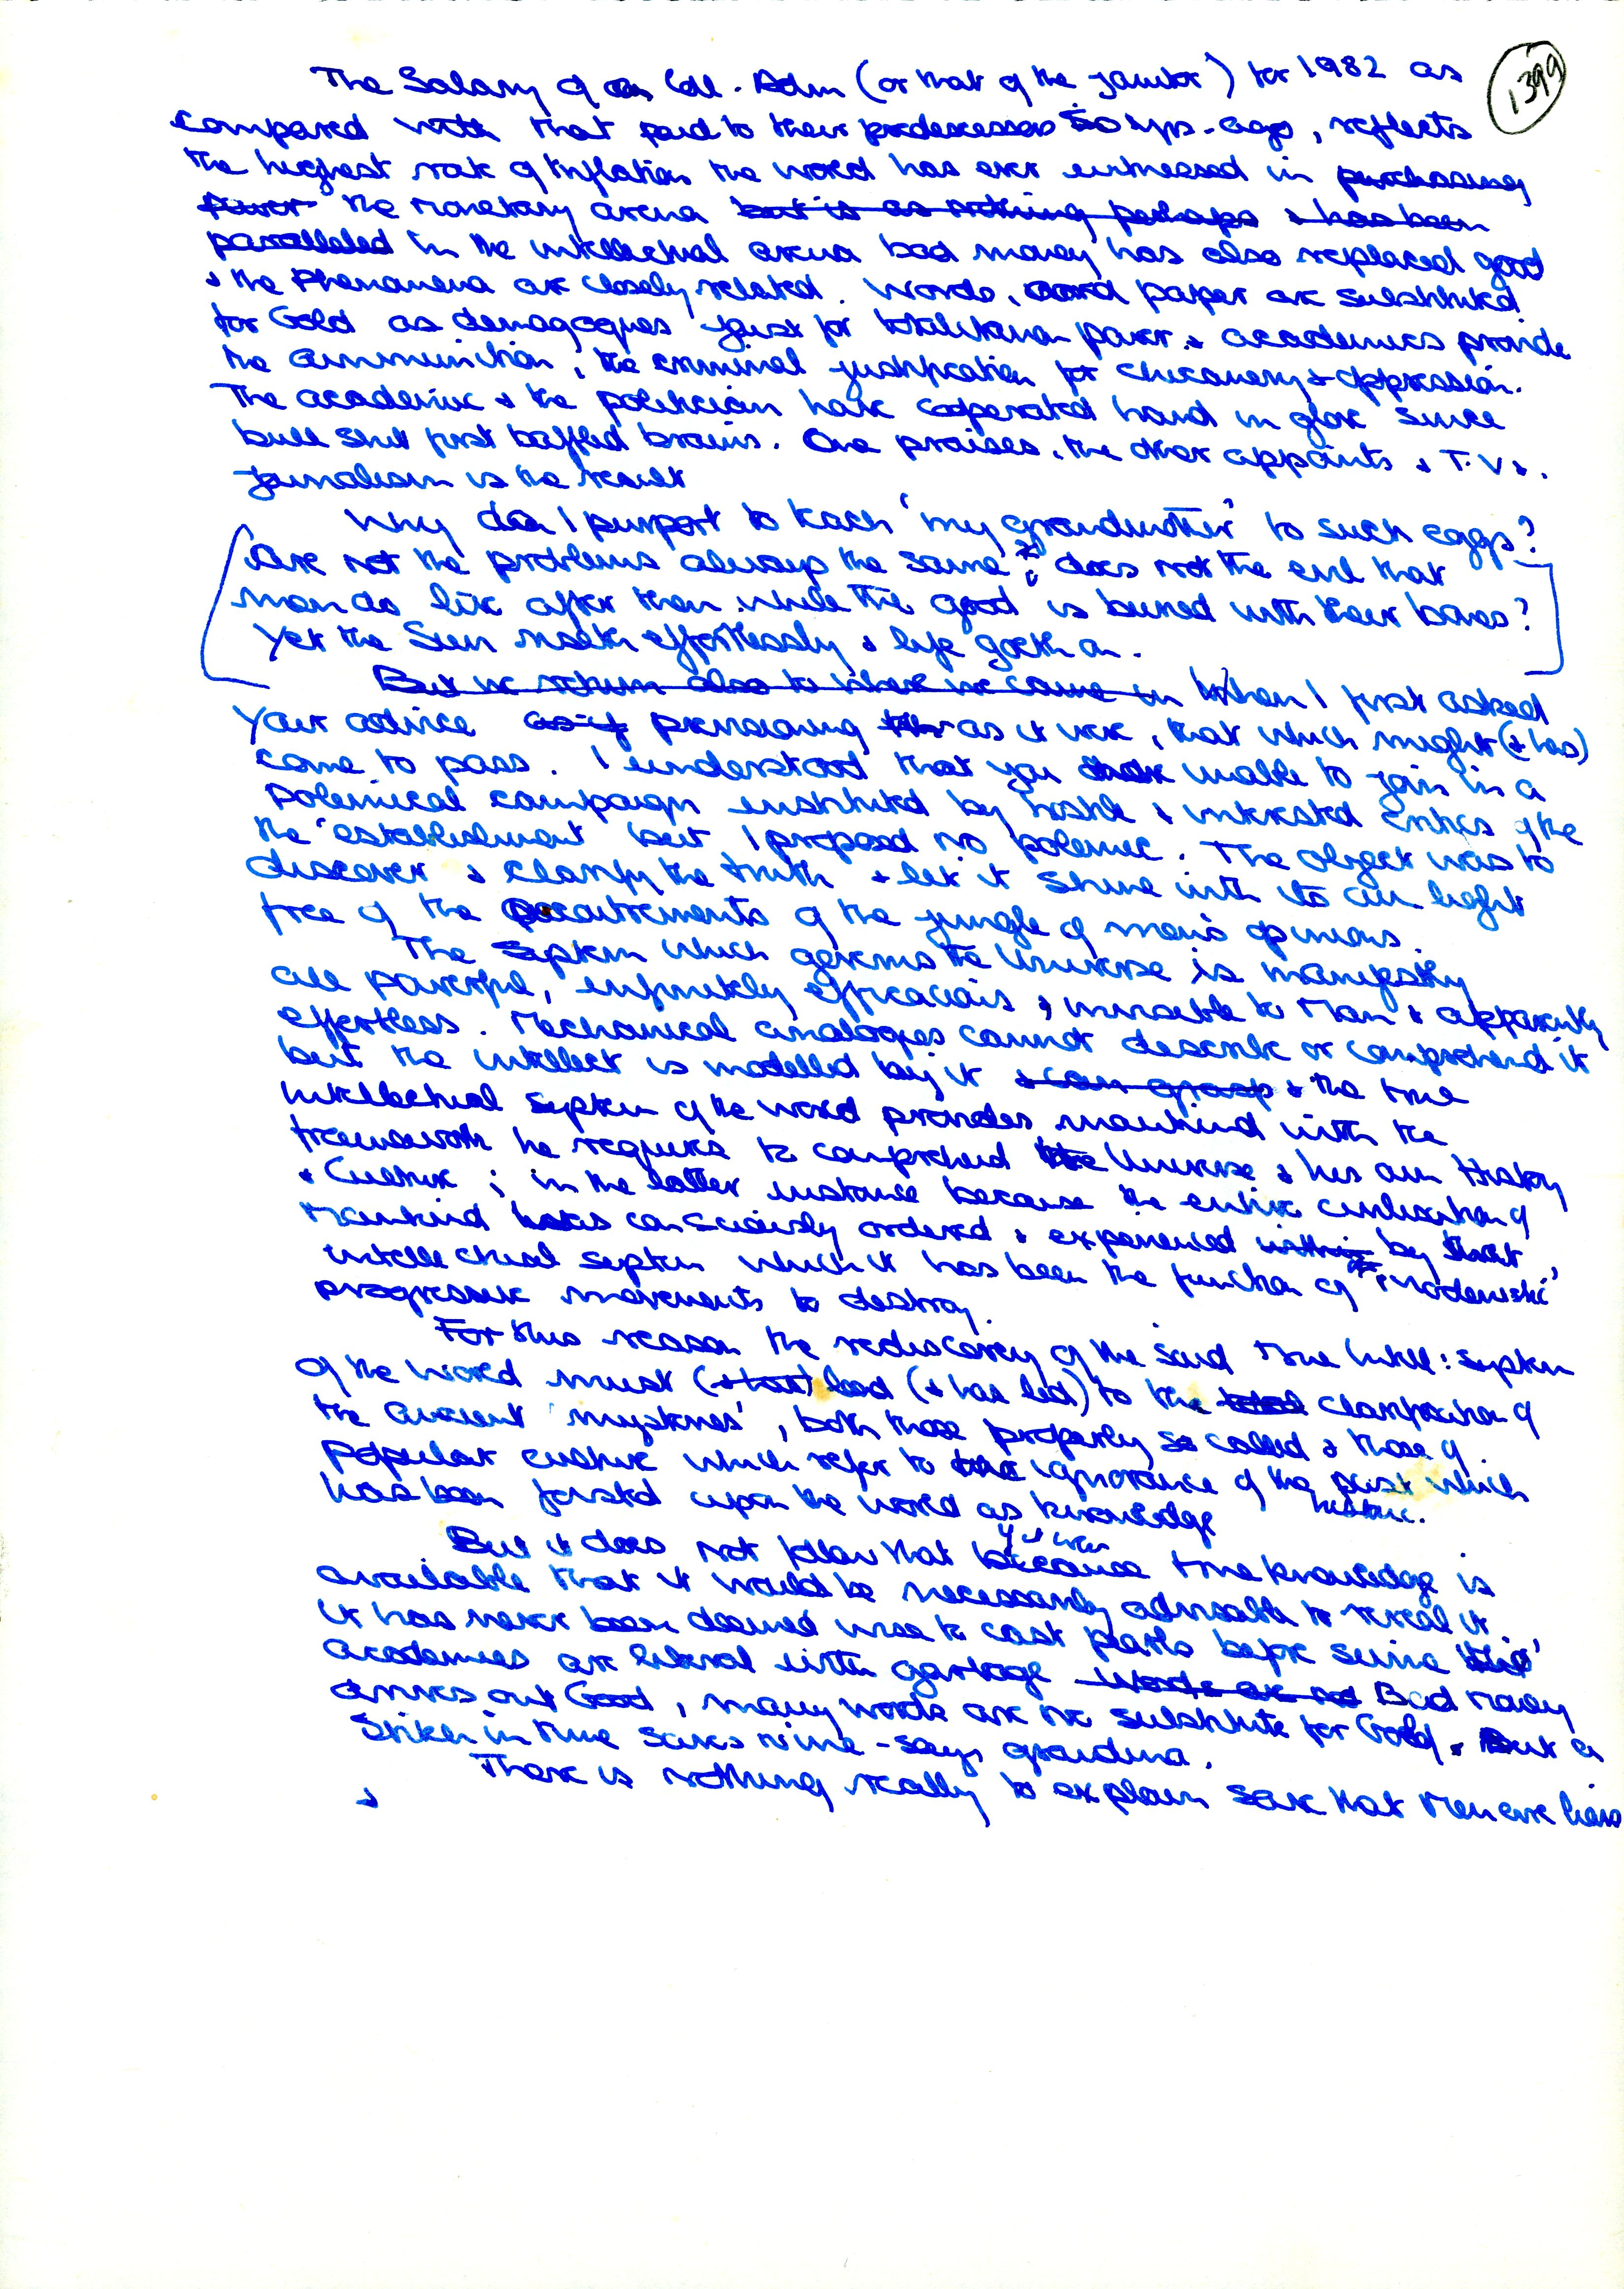 1399
The Salary of a Coll. Adm (or that of the janitor) for 1982 as
compared with that paid to their predecessors 50 yrs. ago, reflects
the highest rate of Inflation the world has ever witnessed in purchasing
power the monetary arena but is as nothing perhaps & has been
paralleled in the intellectual arena bad money has also replaced good
& the Phenomena are closely related. Words, and paper are substituted
for Gold as demagogues joust for totalitarian power & academics provide
the ammunition, the criminal justification for chicanery & oppression.
The academic & the politician have cooperated hand in glove since
bull shit first baffled brains. One praises, the other appoints & T.V. &.
journalism is the result
Why do I purport to teach 'my grandmother' to suck eggs?
Are not the problems always the same; does not the evil that
men do live after them while the good is buried with their bones?
Yet the Sun riseth effortlessly & life goeth on.
But we return also to where we came in When I first asked
your advice as if previewing as it were, that which might (& has)
come to pass. I understood that you were unable to join in a
polemical campaign instituted by hostile & interested critics of the
the 'establishment' but I proposed no polemic. The object was to
discover & clarify the truth & let it shine with its own light
free of the accoutrements of the jungle of men's opinions.
The System which governs the Universe is manifestly
all powerful, infinitely efficacious, invisible to Man & apparently
effortless. Mechanical analogies cannot describe or comprehend it
but the intellect is modelled by it & can grasp & the true
intellectual system of the world provides mankind with the
framework he requires to comprehend the Universe & his own History
& Culture; in the latter instance because the entire civilisation of
Mankind was consciously ordered & experienced within by that
intellectual system which it has been the function of 'modernistic'
progressive movements to destroy.
For this reason the rediscovery of the said true Intell: system
of the world must (& has) lead (& has led) to the total clarification of
the ancient 'mysteries', both those properly so called & those of
popular culture which refer to the ignorance of the past which
has been foisted upon the world as knowledge
But it does not follow that because true knowledge is
available that it would be necessarily advisable to reveal it.
It has never been deemed wise to cast pearls before swine
academies are liberal with garbage Words are no Bad money
drives out Good, many words are no substitute for Gold. But a
stitch in time saves nine - says grandma.
There is nothing really to explain save that Men are
&